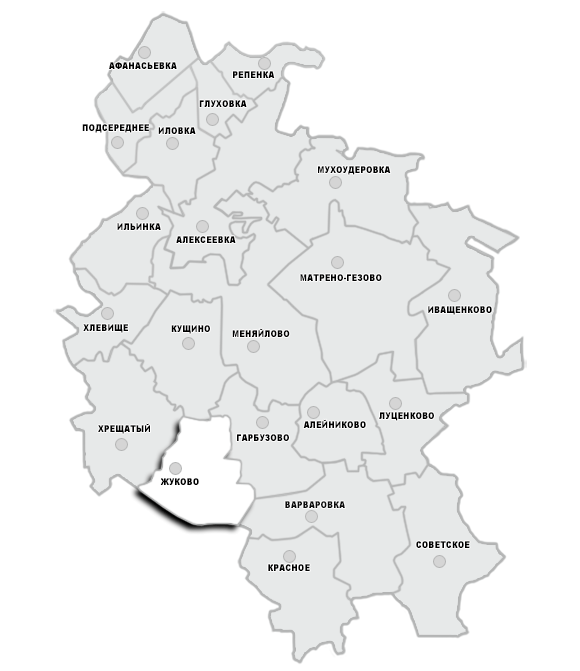 АФАНАСЬЕВКА
РЕПЕНКА
ГЛУХОВКА
ПОДСЕРЕДНЕЕ
ИЛОВКА
МУХОУДЕРОВКА
ИЛЬИНКА
АЛЕСЕЕВКА
МАТРЕНО-ГЕЗОВО
ИВАЩЕНКОВО
ХЛЕВИЩЕ
КУЩИНО
МЕНЯЙЛОВО
ХРЕЩАТЫЙ
ГАРБУЗОВО
АЛЕЙНИКОВО
ЛУЦЕНКОВО
ЖУКОВО
ВАРВАРОВКА
СОВЕТСКОЕ
КРАСНОЕ